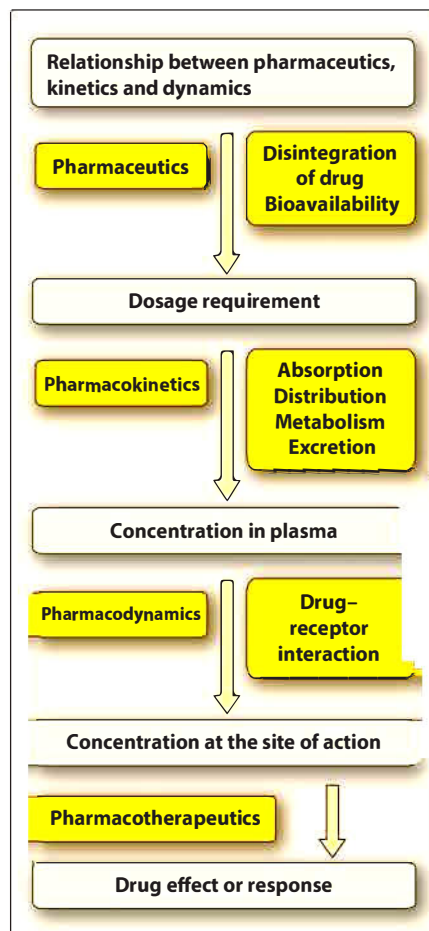 Relationship between pharmaceutics,
kinetics and dynamics
Pharmaceutics
Disintegration
of drug
Bioavailability
Dosage requirement
Pharmacokinetics
Absorption
Distribution
Metabolism
Excretion
Concentration in plasma
Pharmacodynamics
Drug–
receptor
interaction
Concentration at the site of action
Pharmacotherapeutics
Drug effect or response